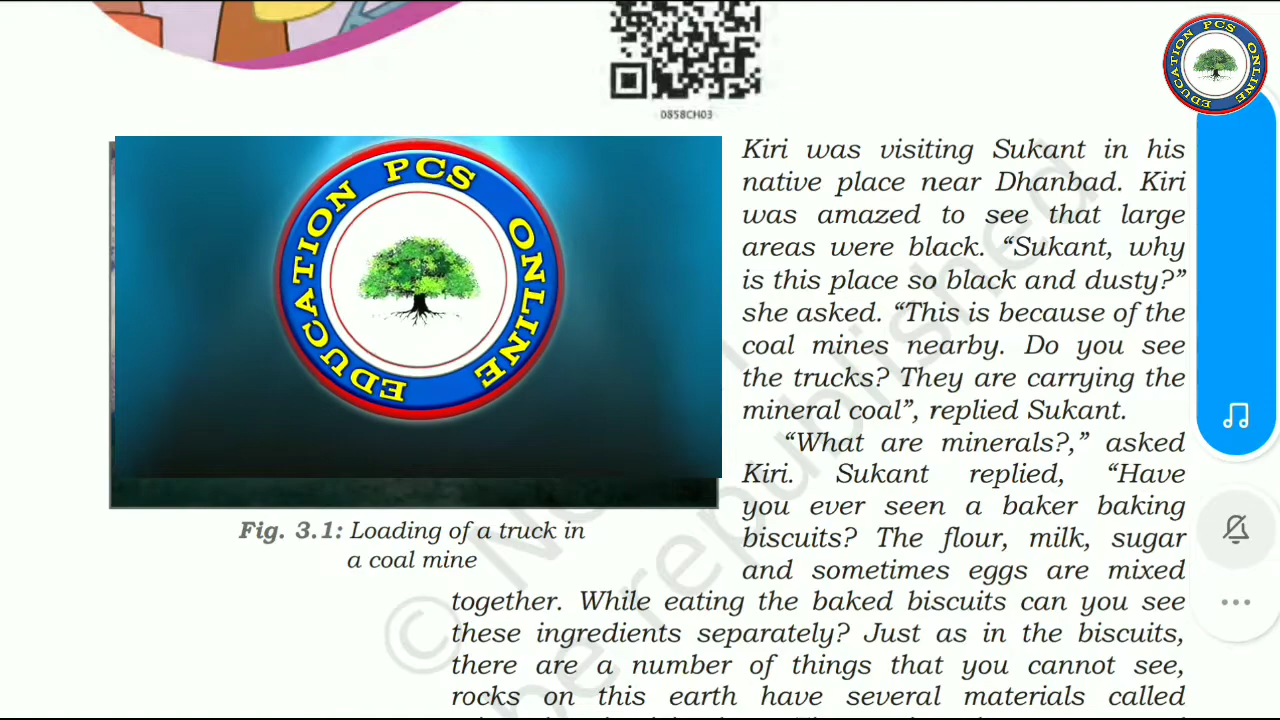 0858CH03
EDUCATION PCS ONLINE
EDUCATION PCS ONLINE
Kiri was visiting Sukant in his
native place near Dhanbad. Kiri
was amazed to see that large
areas were black. “Sukant, why
is this place so black and dusty?”
she asked. “This is because of the
coal mines nearby. Do you see
the trucks? They are carrying the
mineral coal”, replied Sukant.
“What are minerals?,” asked
Kiri. Sukant replied, “Have
you ever seen a baker baking
biscuits? The flour, milk, sugar
and sometimes eggs are mixed
together. While eating the baked biscuits can you see
these ingredients separately? Just as in the biscuits,
there are a number of things that you cannot see,
rocks on this earth have several materials called
Fig. 3.1: Loading of a truck in
a coal mine
© No
be republished